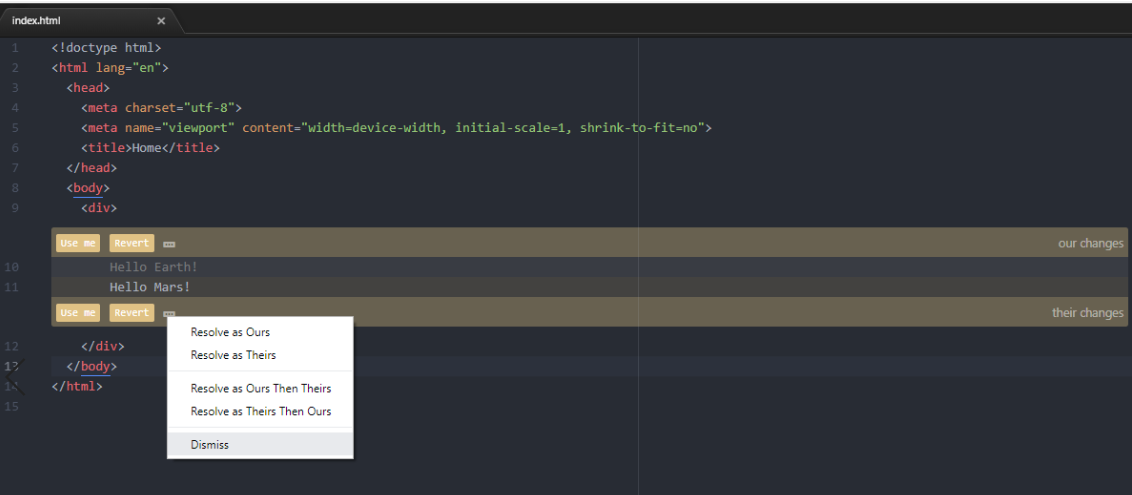 index.html ×
1 <!doctype html>
2 <html lang="en">
3 <head>
4 <meta charset="utf-8">
5 <meta name="viewport" content="width=device-width, initial-scale=1, shrink-to-fit=no">
6 <title>Home</title>
7 </head>
8 <body>
9 <div>
Use me Revert our changes
10 Hello Earth!
11 Hello Mars!
Use me Revert their changes
12 </div>
13 </body>
14 </html>
15
Resolve as Ours
Resolve as Theirs
Resolve as Ours Then Theirs
Resolve as Theirs Then Ours
Dismiss